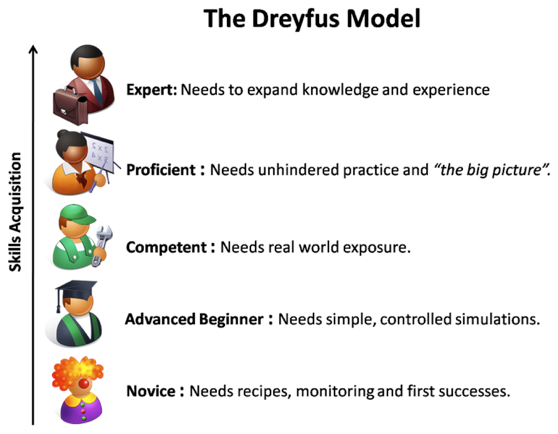 The Dreyfus Model
Skills Acquisition
Expert: Needs to expand knowledge and experience
Proficient : Needs unhindered practice and “the big picture”.
Competent : Needs real world exposure.
Advanced Beginner : Needs simple, controlled simulations.
Novice : Needs recipes, monitoring and first successes.